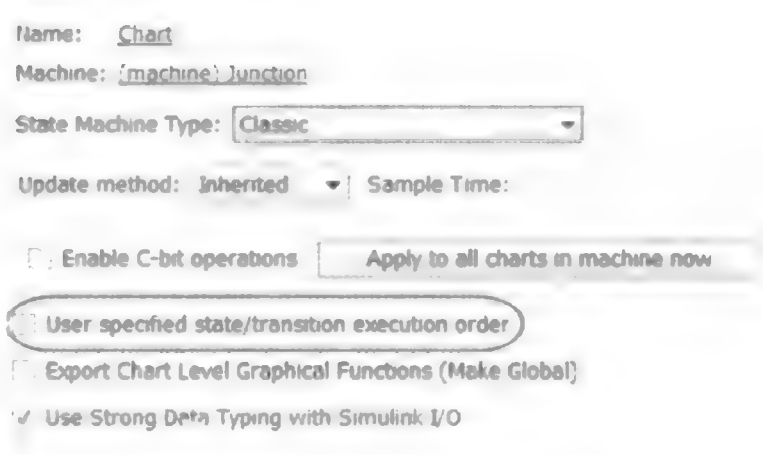 Name: Chart
Machine: (machine) Junction
State Machine Type: Classic
Update method: Inherited Sample Time:
Enable C-bit operations Apply to all charts in machine now
User specified state/transition execution order
Export Chart Level Graphical Functions (Make Global)
Use Strong Data Typing with Simulink I/O